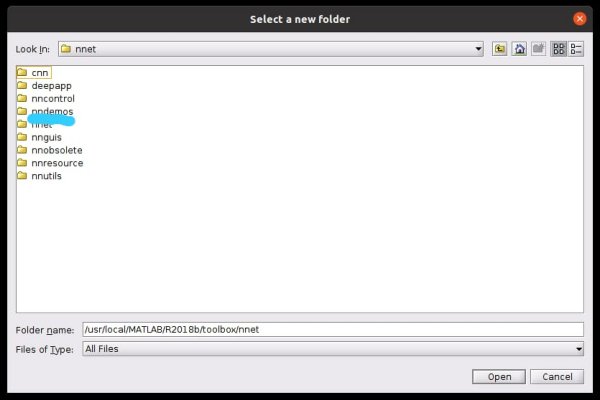 Select a new folder
Look In: nnet
cnn
deepapp
nncontrol
nndemos
nnet
nnguis
nnobsolete
nnresource
nnutils
Folder name: /usr/local/MATLAB/R2018b/toolbox/nnet
Files of Type: All Files
Open Cancel